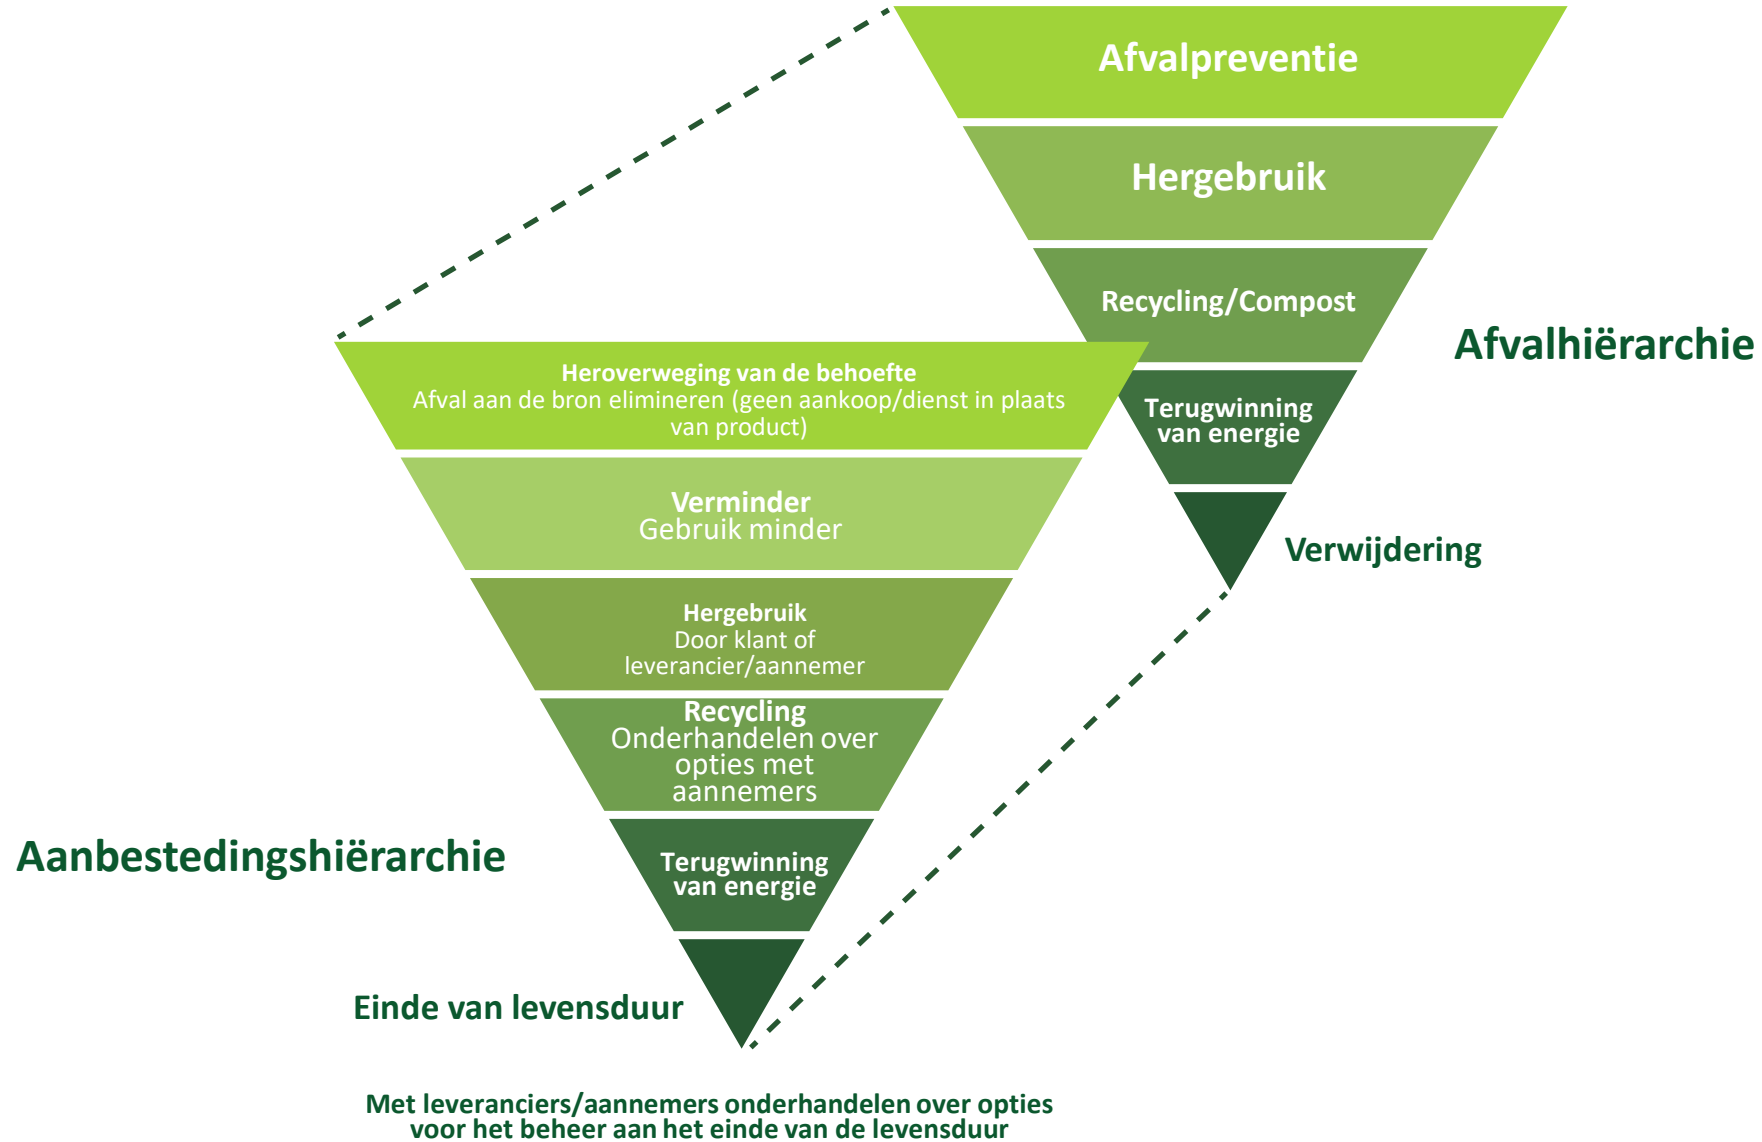 Afvalpreventie
Hergebruik
Recycling/Compost
Terugwinning
van energie
Afvalhiërarchie
Verwijdering
Heroverweging van de behoefte
Afval aan de bron elimineren (geen aankoop/dienst in plaats
van product)
Verminder
Gebruik minder
Hergebruik
Door klant of
leverancier/aannemer
Recycling
Onderhandelen over
opties met
aannemers
Terugwinning
van energie
Aanbestedingshiërarchie
Einde van levensduur
Met leveranciers/aannemers onderhandelen over opties
voor het beheer aan het einde van de levensduur